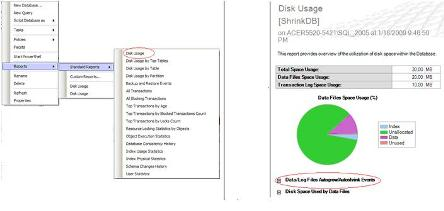 New Database...
New Query
Script Database as
Tasks
Policies
Facets
Start PowerShell
Reports
Rename
Delete
Refresh
Properties
Standard Reports
Custom Reports...
Disk Usage
Disk Usage
Disk Usage
Disk Usage by Top Tables
Disk Usage by Table
Disk Usage by Partition
Backup and Restore Events
All Transactions
All Blocking Transactions
Top Transactions by Age
Top Transactions by Blocked Transactions Count
Top Transactions by Locks Count
Resource Locking Statistics by Objects
Object Execution Statistics
Database Consistency History
Index Usage Statistics
Index Physical Statistics
Schema Changes History
User Statistics
Disk Usage
[ShrinkDB]
on ACER5520-5421\SQL_2005 at 1/16/2009 9:46:50
PM
This report provides overview of the utilization of disk space within the Database.
Total Space Usage: 30.00 MB
Data Files Space Usage: 20.00 MB
Transaction Log Space Usage: 10.00 MB
Data Files Space Usage (%)
Index
Unallocated
Data
Unused
Data/Log Files Autogrow/Autoshrink Events
Disk Space Used by Data Files